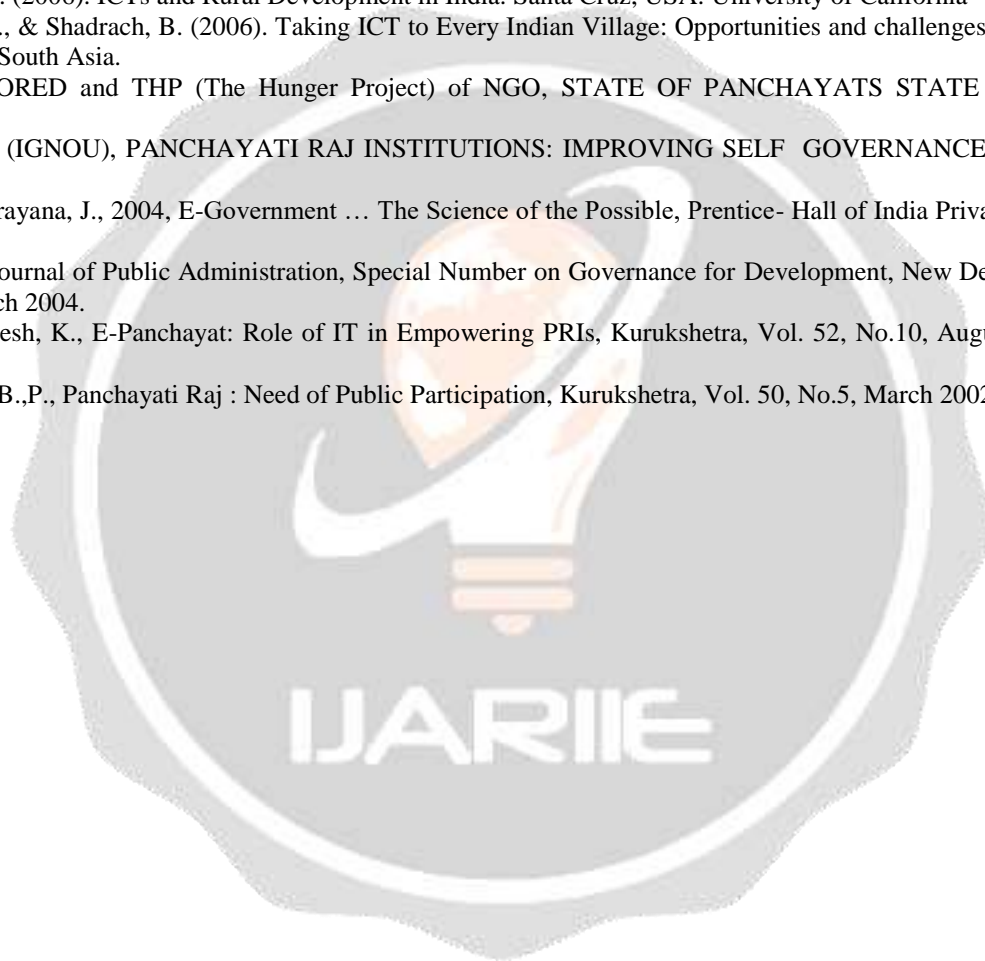 . (2006). ICTs and Rural Development in India. Santa Cruz, USA: University of California
., & Shadrach, B. (2006). Taking ICT to Every Indian Village: Opportunities and challenges
South Asia.
ORED and THP (The Hunger Project) of NGO, STATE OF PANCHAYATS STATE
(IGNOU), PANCHAYATI RAJ INSTITUTIONS: IMPROVING SELF GOVERNANCE
rayana, J., 2004, E-Government … The Science of the Possible, Prentice- Hall of India Priva
ournal of Public Administration, Special Number on Governance for Development, New De
ch 2004.
esh, K., E-Panchayat: Role of IT in Empowering PRIs, Kurukshetra, Vol. 52, No.10, Augu
B.,P., Panchayati Raj : Need of Public Participation, Kurukshetra, Vol. 50, No.5, March 2002
IJARIIE